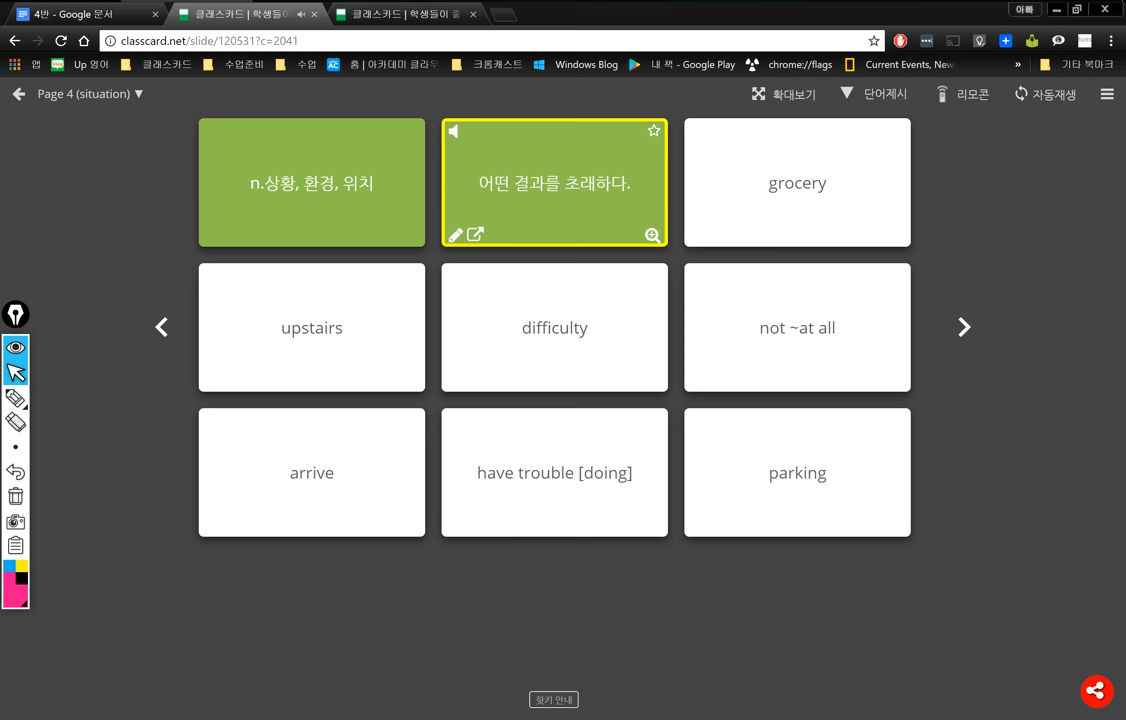 4반 - Google 문서
클래스카드 | 학생들이
클래스카드 | 학생들이 좋
아빠
classcard.net/slide/120531?c=2041
앱
Up 영어
클래스카드
수업준비
수업
홈 | 아카데미 클라우
크롬캐스트
Windows Blog
내 책 - Google Play
chrome://flags
Current Events, New
»
기타 북마크
Page 4 (situation) ▼
확대보기
단어제시
리모콘
자동재생
n.상황, 환경, 위치
어떤 결과를 초래하다.
grocery
upstairs
difficulty
not ~at all
arrive
have trouble [doing]
parking
핫키 안내